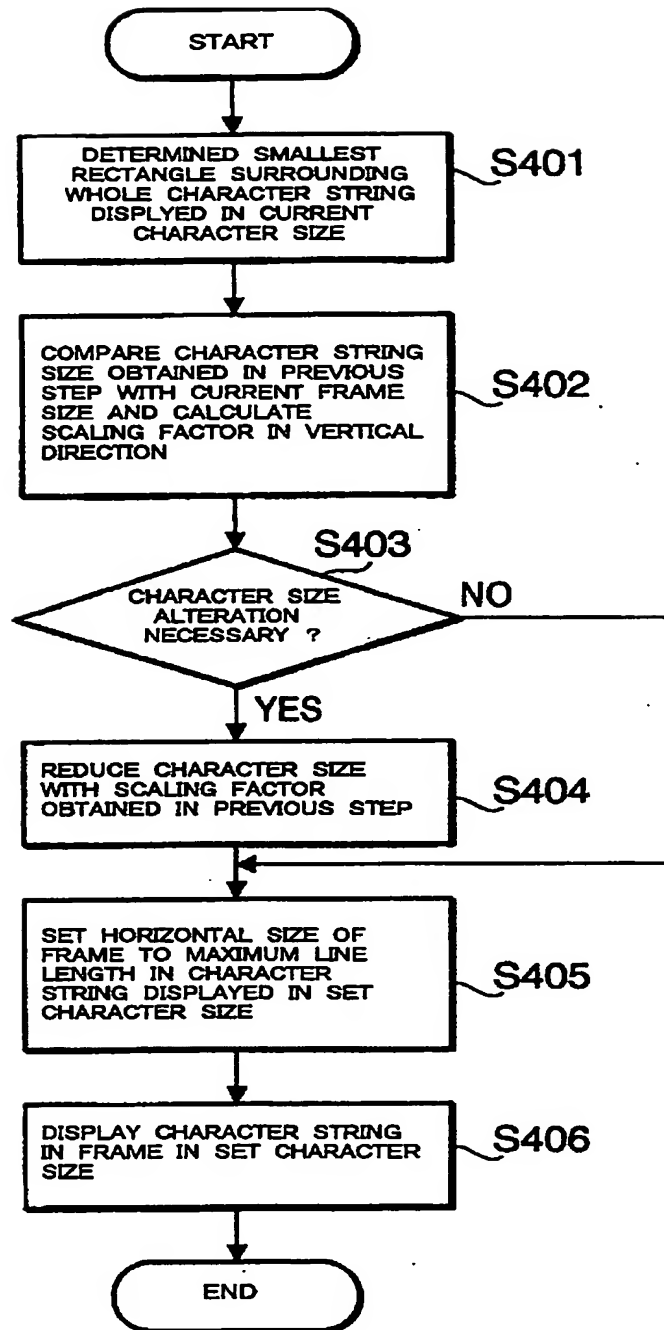 START
DETERMINED SMALLEST
RECTANGLE SURROUNDING
WHOLE CHARACTER STRING
DISPLYED IN CURRENT
CHARACTER SIZE
S401
COMPARE CHARACTER STRING
SIZE OBTAINED IN PREVIOUS
STEP WITH CURRENT FRAME
SIZE AND CALCULATE
SCALING FACTOR IN VERTICAL
DIRECTION
S402
S403
CHARACTER SIZE
ALTERATION
NECESSARY ?
NO
YES
REDUCE CHARACTER SIZE
WITH SCALING FACTOR
OBTAINED IN PREVIOUS STEP
S404
SET HORIZONTAL SIZE OF
FRAME TO MAXIMUM LINE
LENGTH IN CHARACTER
STRING DISPLAYED IN SET
CHARACTER SIZE
S405
DISPLAY CHARACTER STRING
IN FRAME IN SET CHARACTER
SIZE
S406
END